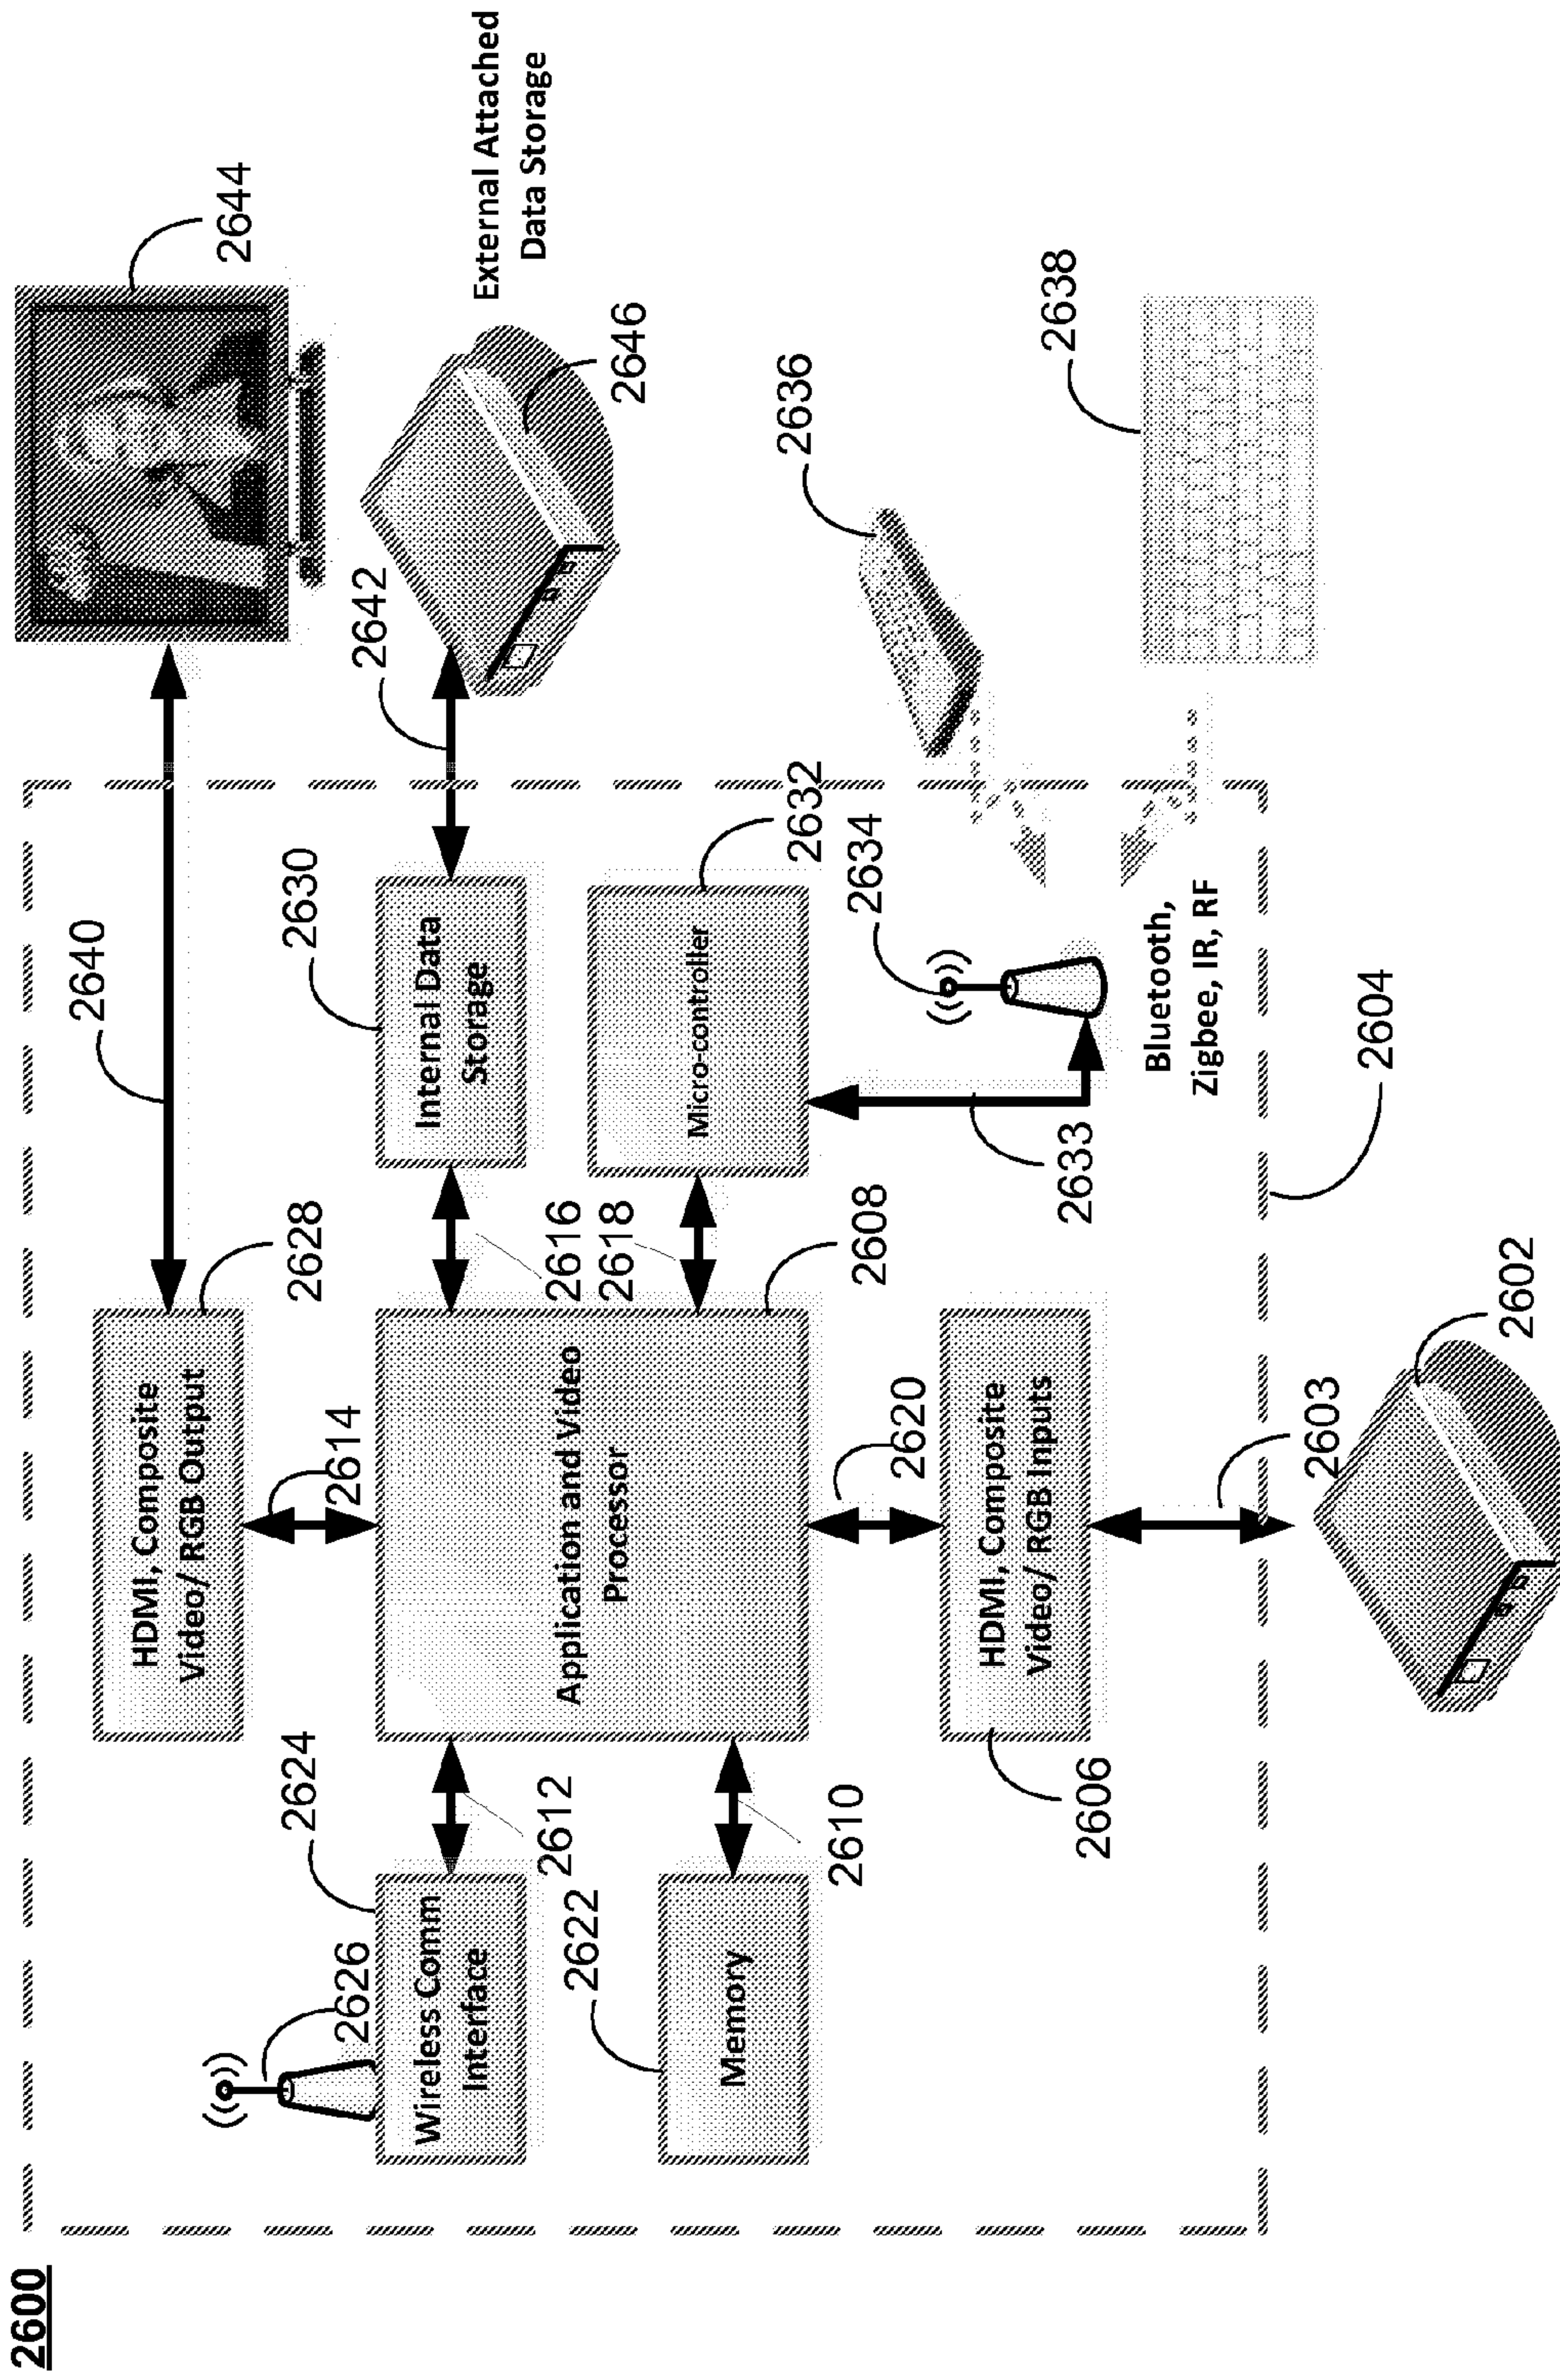 2600
2640
2644
HDMI, Composite
Video/ RGB Output
2628
2626
2624
2614
2630
2642
External Attached
Data Storage
2646
Wireless Comm
Interface
2612
Application and Video
Processor
2616
Internal Data
Storage
2618
2622
Memory
2610
2608
Micro-controller
2632
2636
2634
2620
2606
HDMI, Composite
Video/ RGB Inputs
2633
Bluetooth,
Zigbee, IR, RF
2638
2603
2604
2602